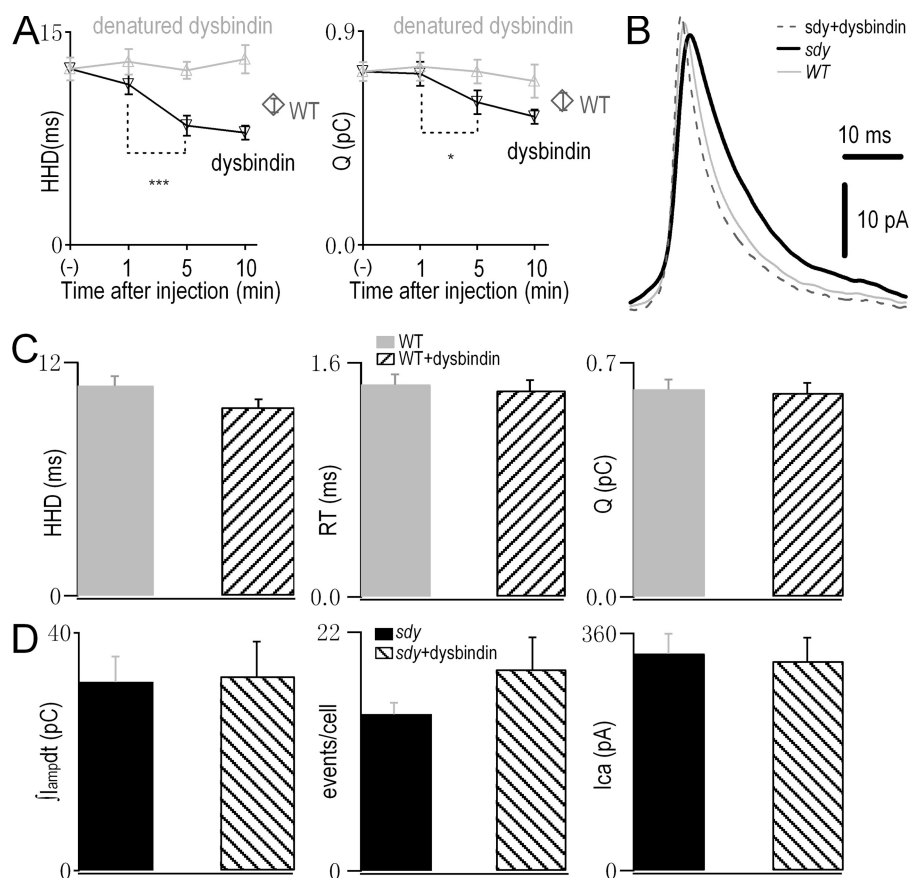 A
denatured dysbindin
15
HHD(ms)
0
(-) 1 5 10
Time after injection (min)
WT
dysbindin
***
denatured dysbindin
0.9
Q (pC)
0.0
(-) 1 5 10
Time after injection (min)
WT
dysbindin
*
B
sdy+dysbindin
sdy
WT
10 ms
10 pA
C
WT
WT+dysbindin
12
HHD (ms)
0
1.6
RT (ms)
0.0
0.7
Q (pC)
0.0
D
sdy
sdy+dysbindin
40
∫Iampdt (pC)
0
22
events/cell
0
360
Ica (pA)
0